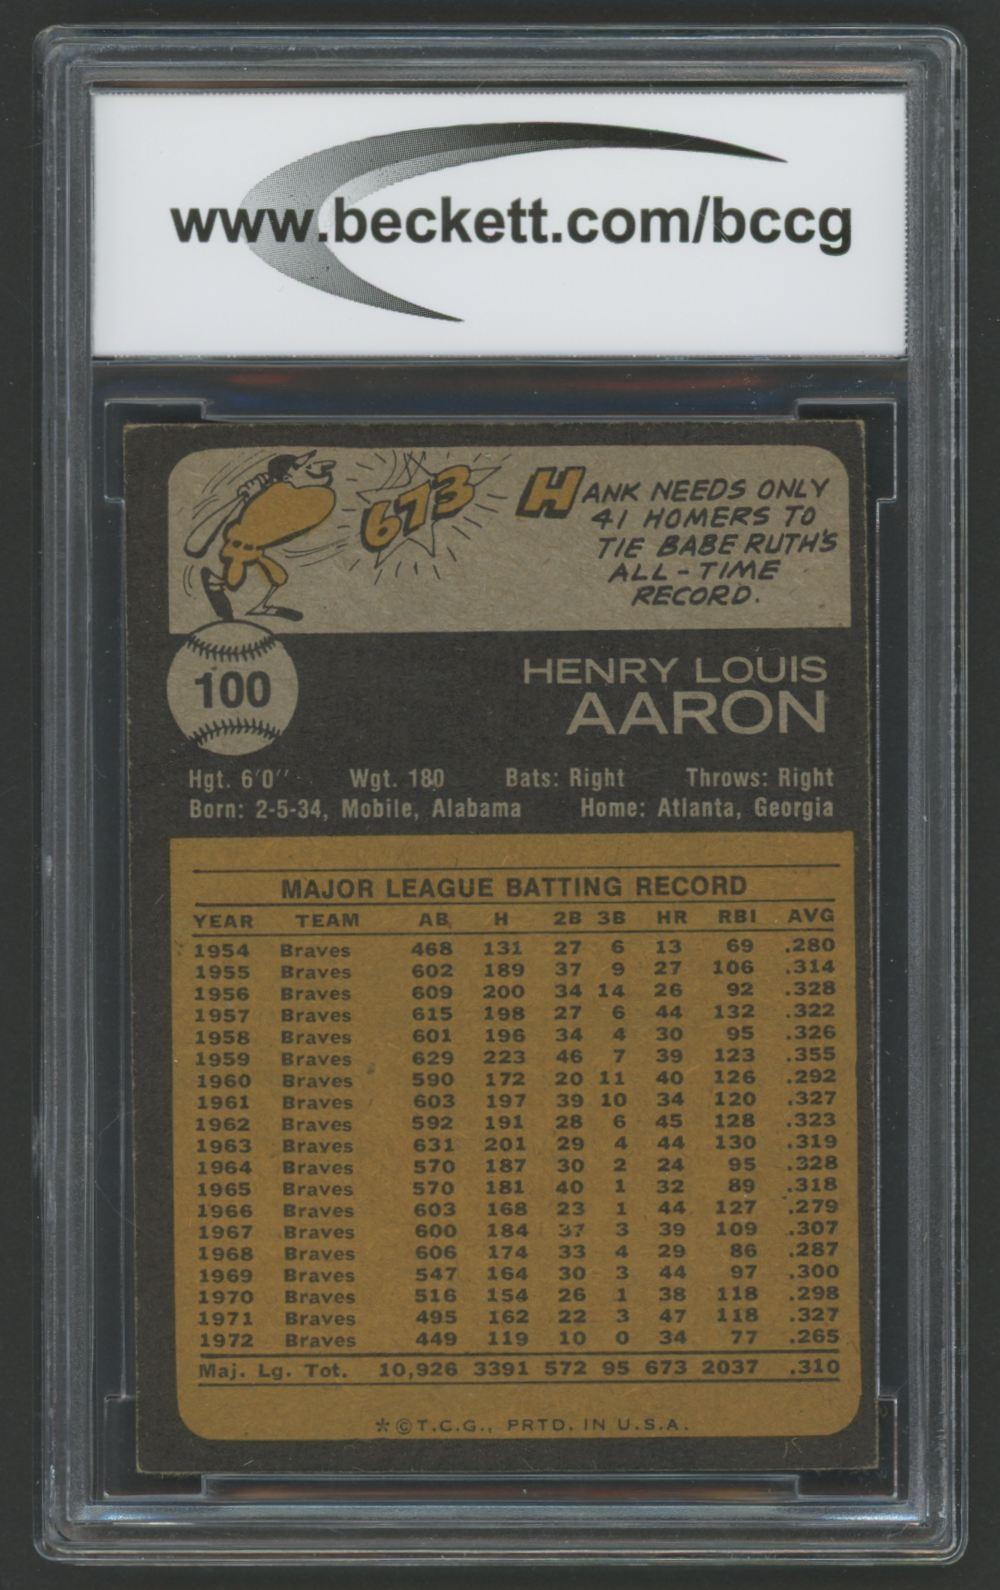 www.beckett.com/bccg
673
HANK NEEDS ONLY
41 HOMERS TO
TIE BABE RUTH'S
ALL-TIME
RECORD.
100
HENRY LOUIS
AARON
Hgt. 6'0" Wgt. 180 Bats: Right Throws: Right
Born: 2-5-34, Mobile, Alabama Home: Atlanta, Georgia
MAJOR LEAGUE BATTING RECORD
YEAR TEAM AB H 2B 3B HR RBI AVG
1954 Braves 468 131 27 6 13 69 .280
1955 Braves 602 189 37 9 27 106 .314
1956 Braves 609 200 34 14 26 92 .328
1957 Braves 615 198 27 6 44 132 .322
1958 Braves 601 196 34 4 30 95 .326
1959 Braves 629 223 46 7 39 123 .355
1960 Braves 590 172 20 11 40 126 .292
1961 Braves 603 197 39 10 34 120 .327
1962 Braves 592 191 28 6 45 128 .323
1963 Braves 631 201 29 4 44 130 .319
1964 Braves 570 187 30 2 24 95 .328
1965 Braves 570 181 40 1 32 89 .318
1966 Braves 603 168 23 1 44 127 .279
1967 Braves 600 184 37 3 39 109 .307
1968 Braves 606 174 33 4 29 86 .287
1969 Braves 547 164 30 3 44 97 .300
1970 Braves 516 154 26 1 38 118 .298
1971 Braves 495 162 22 3 47 118 .327
1972 Braves 449 119 10 0 34 77 .265
Maj. Lg. Tot. 10,926 3391 572 95 673 2037 .310
*©T.C.G., PRTD. IN U.S.A.